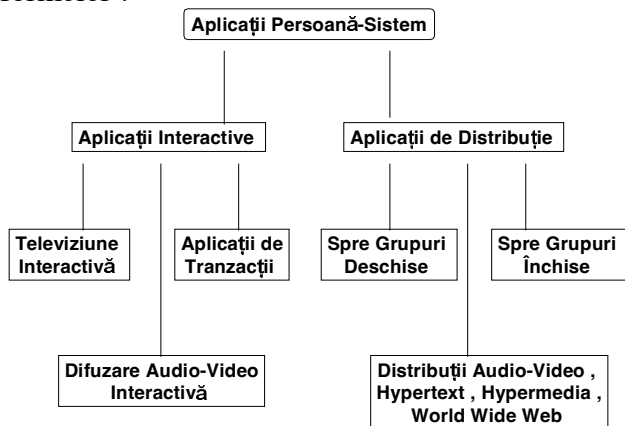 Aplicații Persoană-Sistem
Aplicații Interactive
Aplicații de Distribuție
Televiziune
Interactivă
Aplicații de
Tranzacții
Spre Grupuri
Deschise
Spre Grupuri
Închise
Difuzare Audio-Video
Interactivă
Distribuții Audio-Video ,
Hypertext , Hypermedia ,
World Wide Web